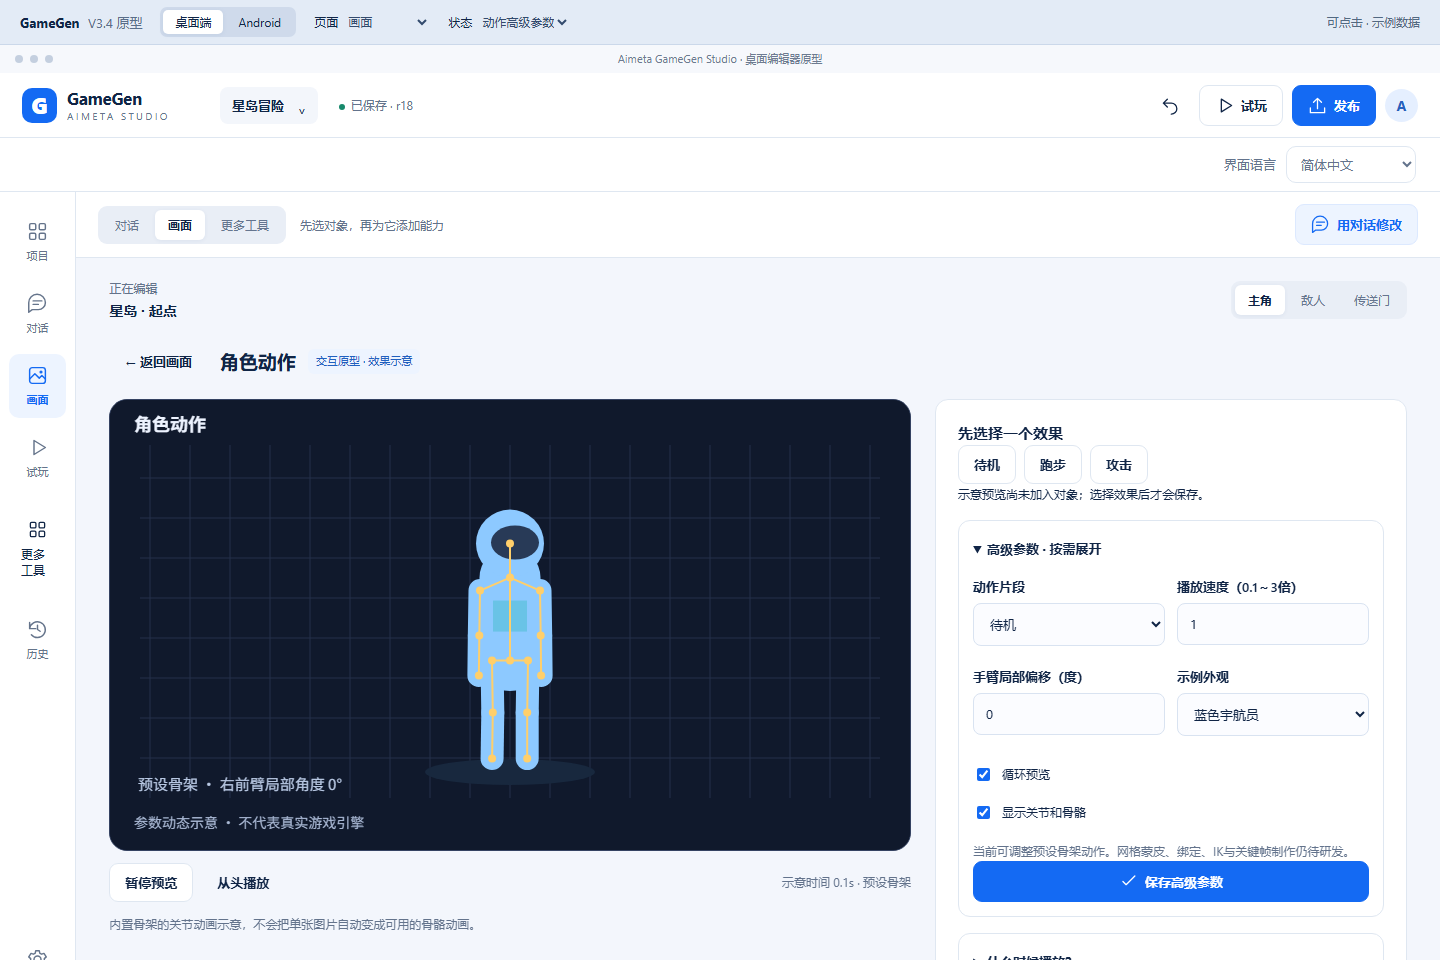 GameGen V3.4 原型 桌面端 Android 页面 画面 状态 动作高级参数 可点击 · 示例数据
Aimeta GameGen Studio · 桌面编辑器原型
G GameGen
AIMETA STUDIO
星岛冒险 已保存 · r18 试玩 发布 A
界面语言 简体中文
对话 画面 更多工具 先选对象，再为它添加能力 用对话修改
项目
对话
画面
试玩
更多
工具
历史
正在编辑
星岛 · 起点
主角 敌人 传送门
← 返回画面 角色动作 交互原型 · 效果示意
角色动作
预设骨架 • 右前臂局部角度 0°
参数动态示意 • 不代表真实游戏引擎
暂停预览 从头播放 示意时间 0.1s · 预设骨架
内置骨架的关节动画示意，不会把单张图片自动变成可用的骨骼动画。
先选择一个效果
待机 跑步 攻击
示意预览尚未加入对象；选择效果后才会保存。
▼ 高级参数 · 按需展开
动作片段 播放速度（0.1～3倍）
待机 1
手臂局部偏移（度） 示例外观
0 蓝色宇航员
循环预览
显示关节和骨骼
当前可调整预设骨架动作。网格蒙皮、绑定、IK与关键帧制作仍待研发。
保存高级参数